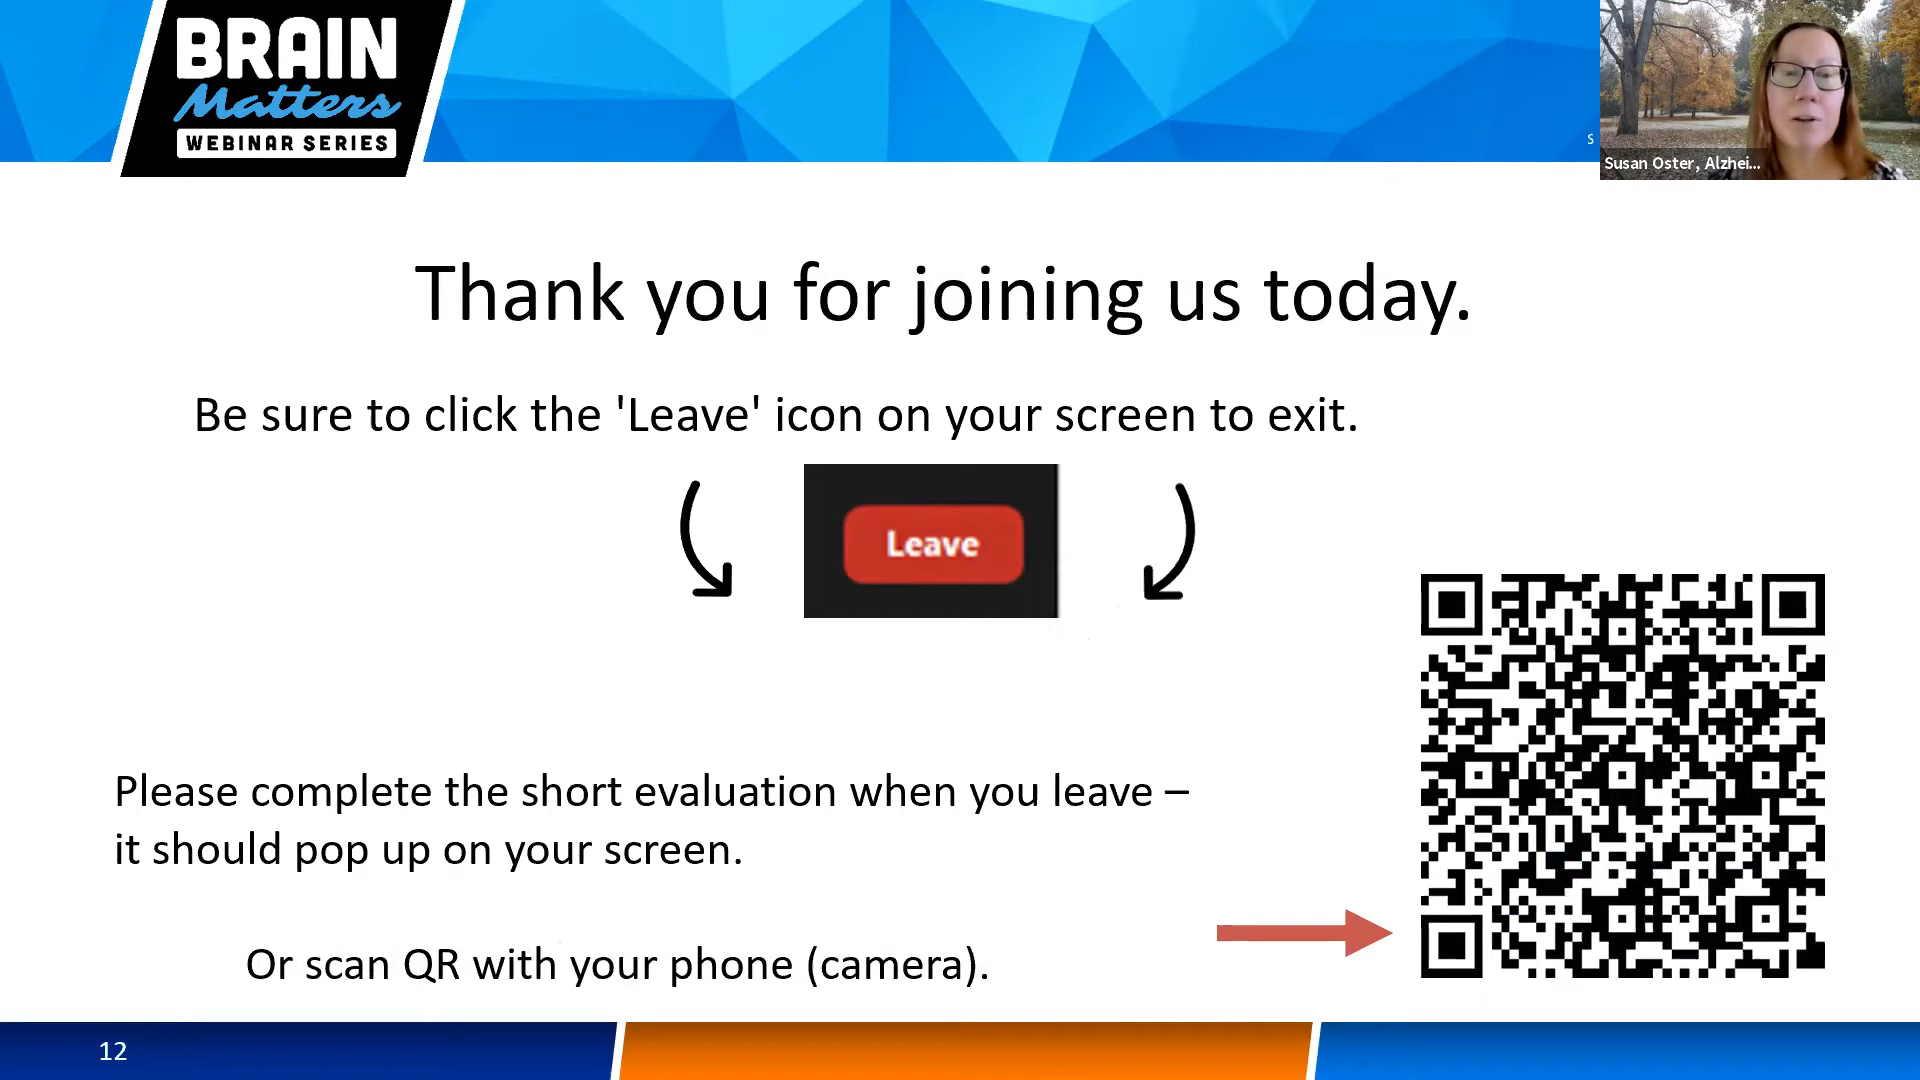 BRAIN
Matters
WEBINAR SERIES
S
Susan Oster, Alzhei...
Thank you for joining us today.
Be sure to click the 'Leave' icon on your screen to exit.
Leave
Please complete the short evaluation when you leave –
it should pop up on your screen.
Or scan QR with your phone (camera).
12